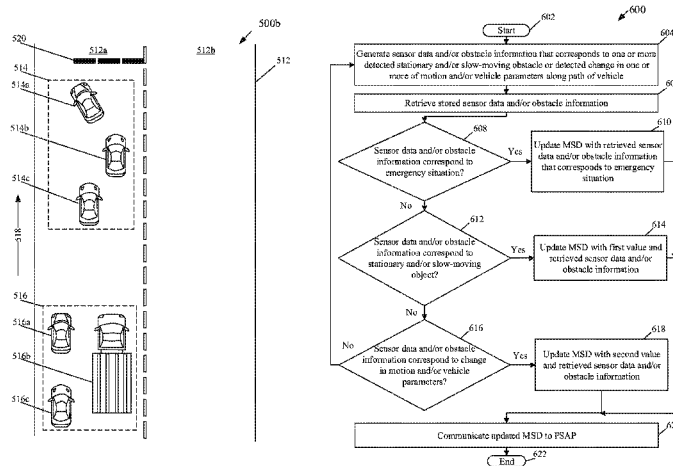 500b
520
512a
512b
514
512
514a
514b
514c
518
516
516a
516b
516c
600
602
Start
604
Generate sensor data and/or obstacle information that corresponds to one or more
detected stationary and/or slow-moving obstacle or detected change in one or
more of motion and/or vehicle parameters along path of vehicle
Retrieve stored sensor data and/or obstacle information
608
Sensor
data and/or obstacle
information correspond to
emergency situation?
Yes
610
Update MSD with retrieved sensor
data and/or obstacle information
that corresponds to emergency
situation
No
612
Sensor
data and/or obstacle
information correspond to
stationary and/or slow-moving
object?
Yes
614
Update MSD with first value and
retrieved sensor data and/or
obstacle information
No
616
Sensor
data and/or obstacle
information correspond to change
in motion and/or vehicle
parameters?
No
Yes
618
Update MSD with second value
and retrieved sensor data and/or
obstacle information
Communicate updated MSD to PSAP
End
622